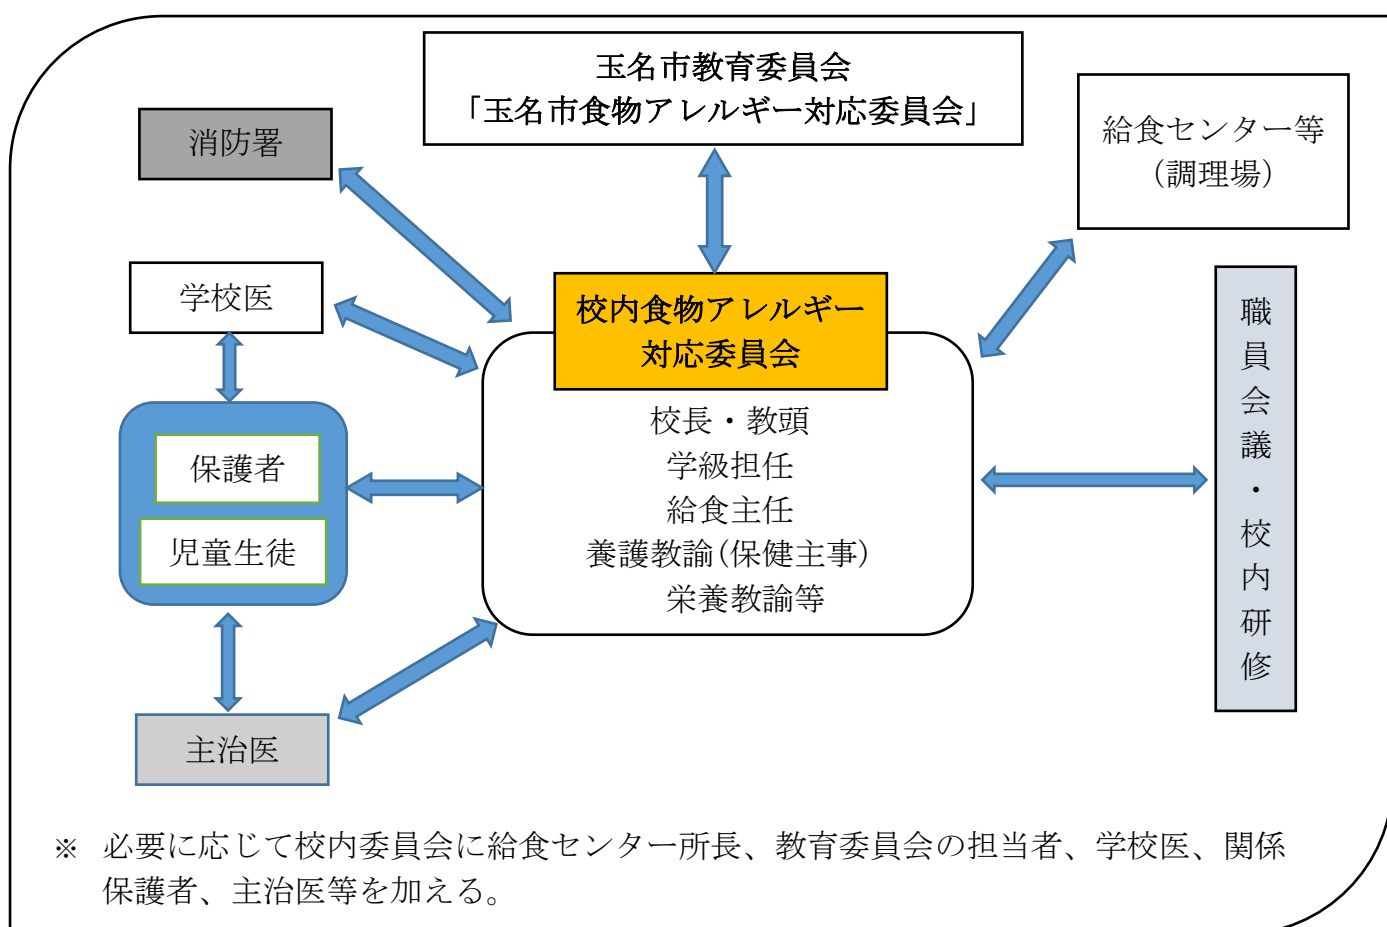 玉名市教育委員会
「玉名市食物アレルギー対応委員会」
消防署
給食センター等
（調理場）
学校医
校内食物アレルギー
対応委員会
校長・教頭
学級担任
給食主任
養護教諭(保健主事)
栄養教諭等
保護者
児童生徒
職員会議・校内研修
主治医
※ 必要に応じて校内委員会に給食センター所長、教育委員会の担当者、学校医、関係
保護者、主治医等を加える。